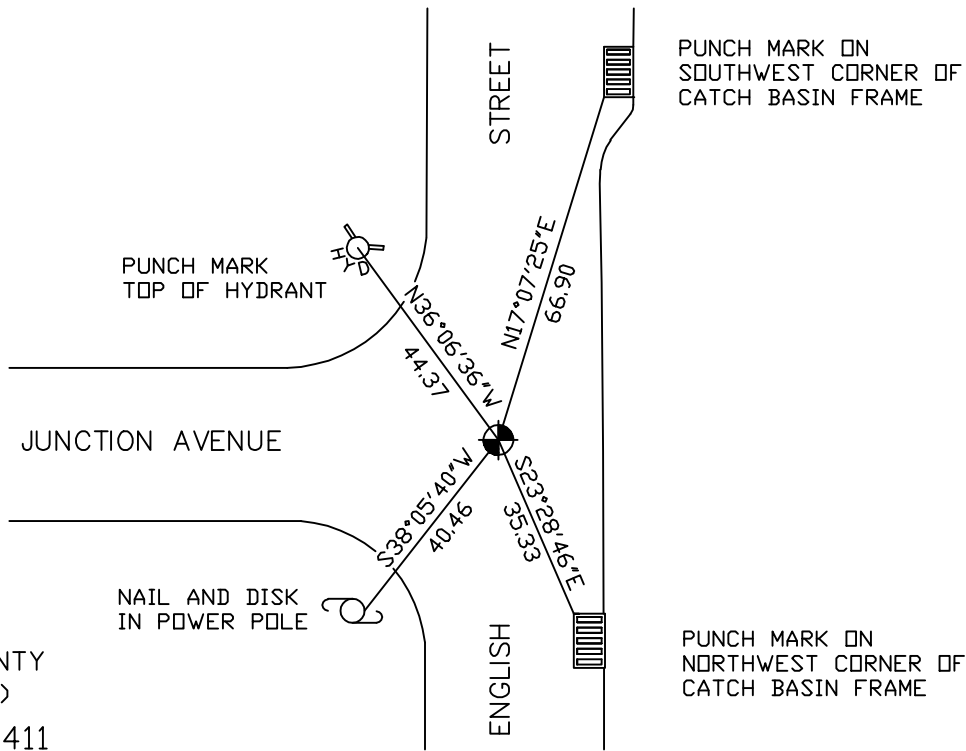 STREET
PUNCH MARK ON
SOUTHWEST CORNER OF
CATCH BASIN FRAME
HYD
PUNCH MARK
TOP OF HYDRANT
N17°07'25"E
66.90
N36°06'36"W
44.37
JUNCTION AVENUE
S38°05'40"W
40.46
S23°28'46"E
35.33
NAIL AND DISK
IN POWER POLE
ENGLISH
PUNCH MARK ON
NORTHWEST CORNER OF
CATCH BASIN FRAME
411